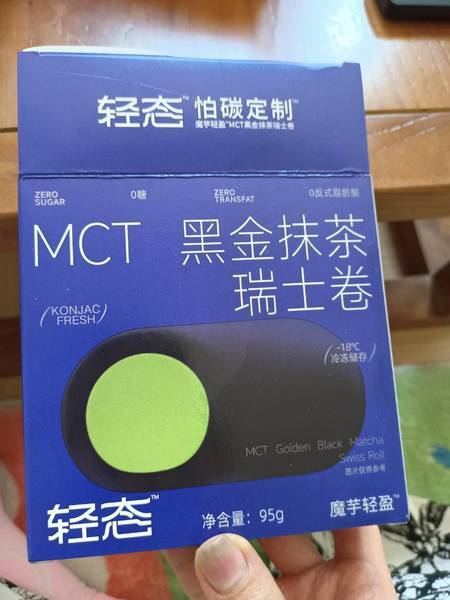 轻态™ 怕碳定制™
魔芋轻盈™MCT黑金抹茶瑞士卷
ZERO SUGAR 0糖 ZERO TRANSFAT 0反式脂肪酸
MCT 黑金抹茶
瑞士卷
KONJAC
FRESH
-18℃
冷冻储存
MCT Golden Black Matcha
Swiss Roll
图片仅供参考
轻态™ 净含量：95g 魔芋轻盈™